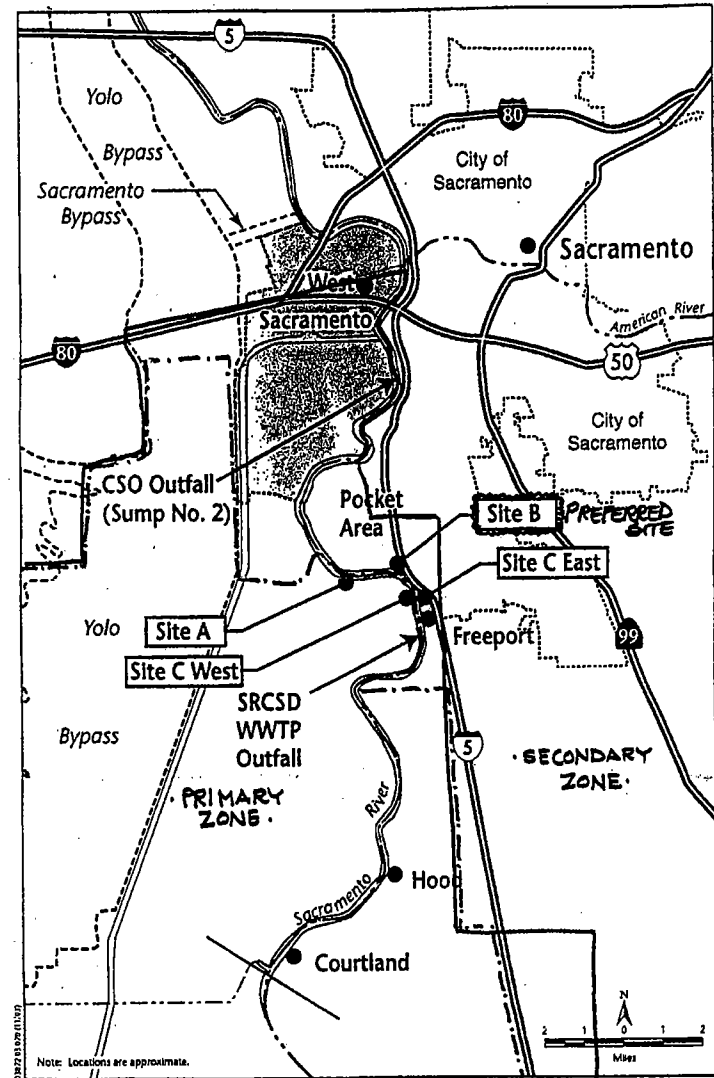 5
Yolo
Bypass
80
City of
Sacramento
Sacramento
Bypass
Sacramento
West
Sacramento
American River
80
50
City of
Sacramento
CSO Outfall
(Sump No. 2)
Pocket
Area
Site B
PREFERRED
SITE
Site C East
Site A
Yolo
Freeport
99
Site C West
SRCSD
WWTP
Outfall
Bypass
5
· SECONDARY
ZONE ·
· PRIMARY
ZONE ·
River
Hood
Sacramento
Courtland
N
2 1 0 1 2
Miles
Note: Locations are approximate.